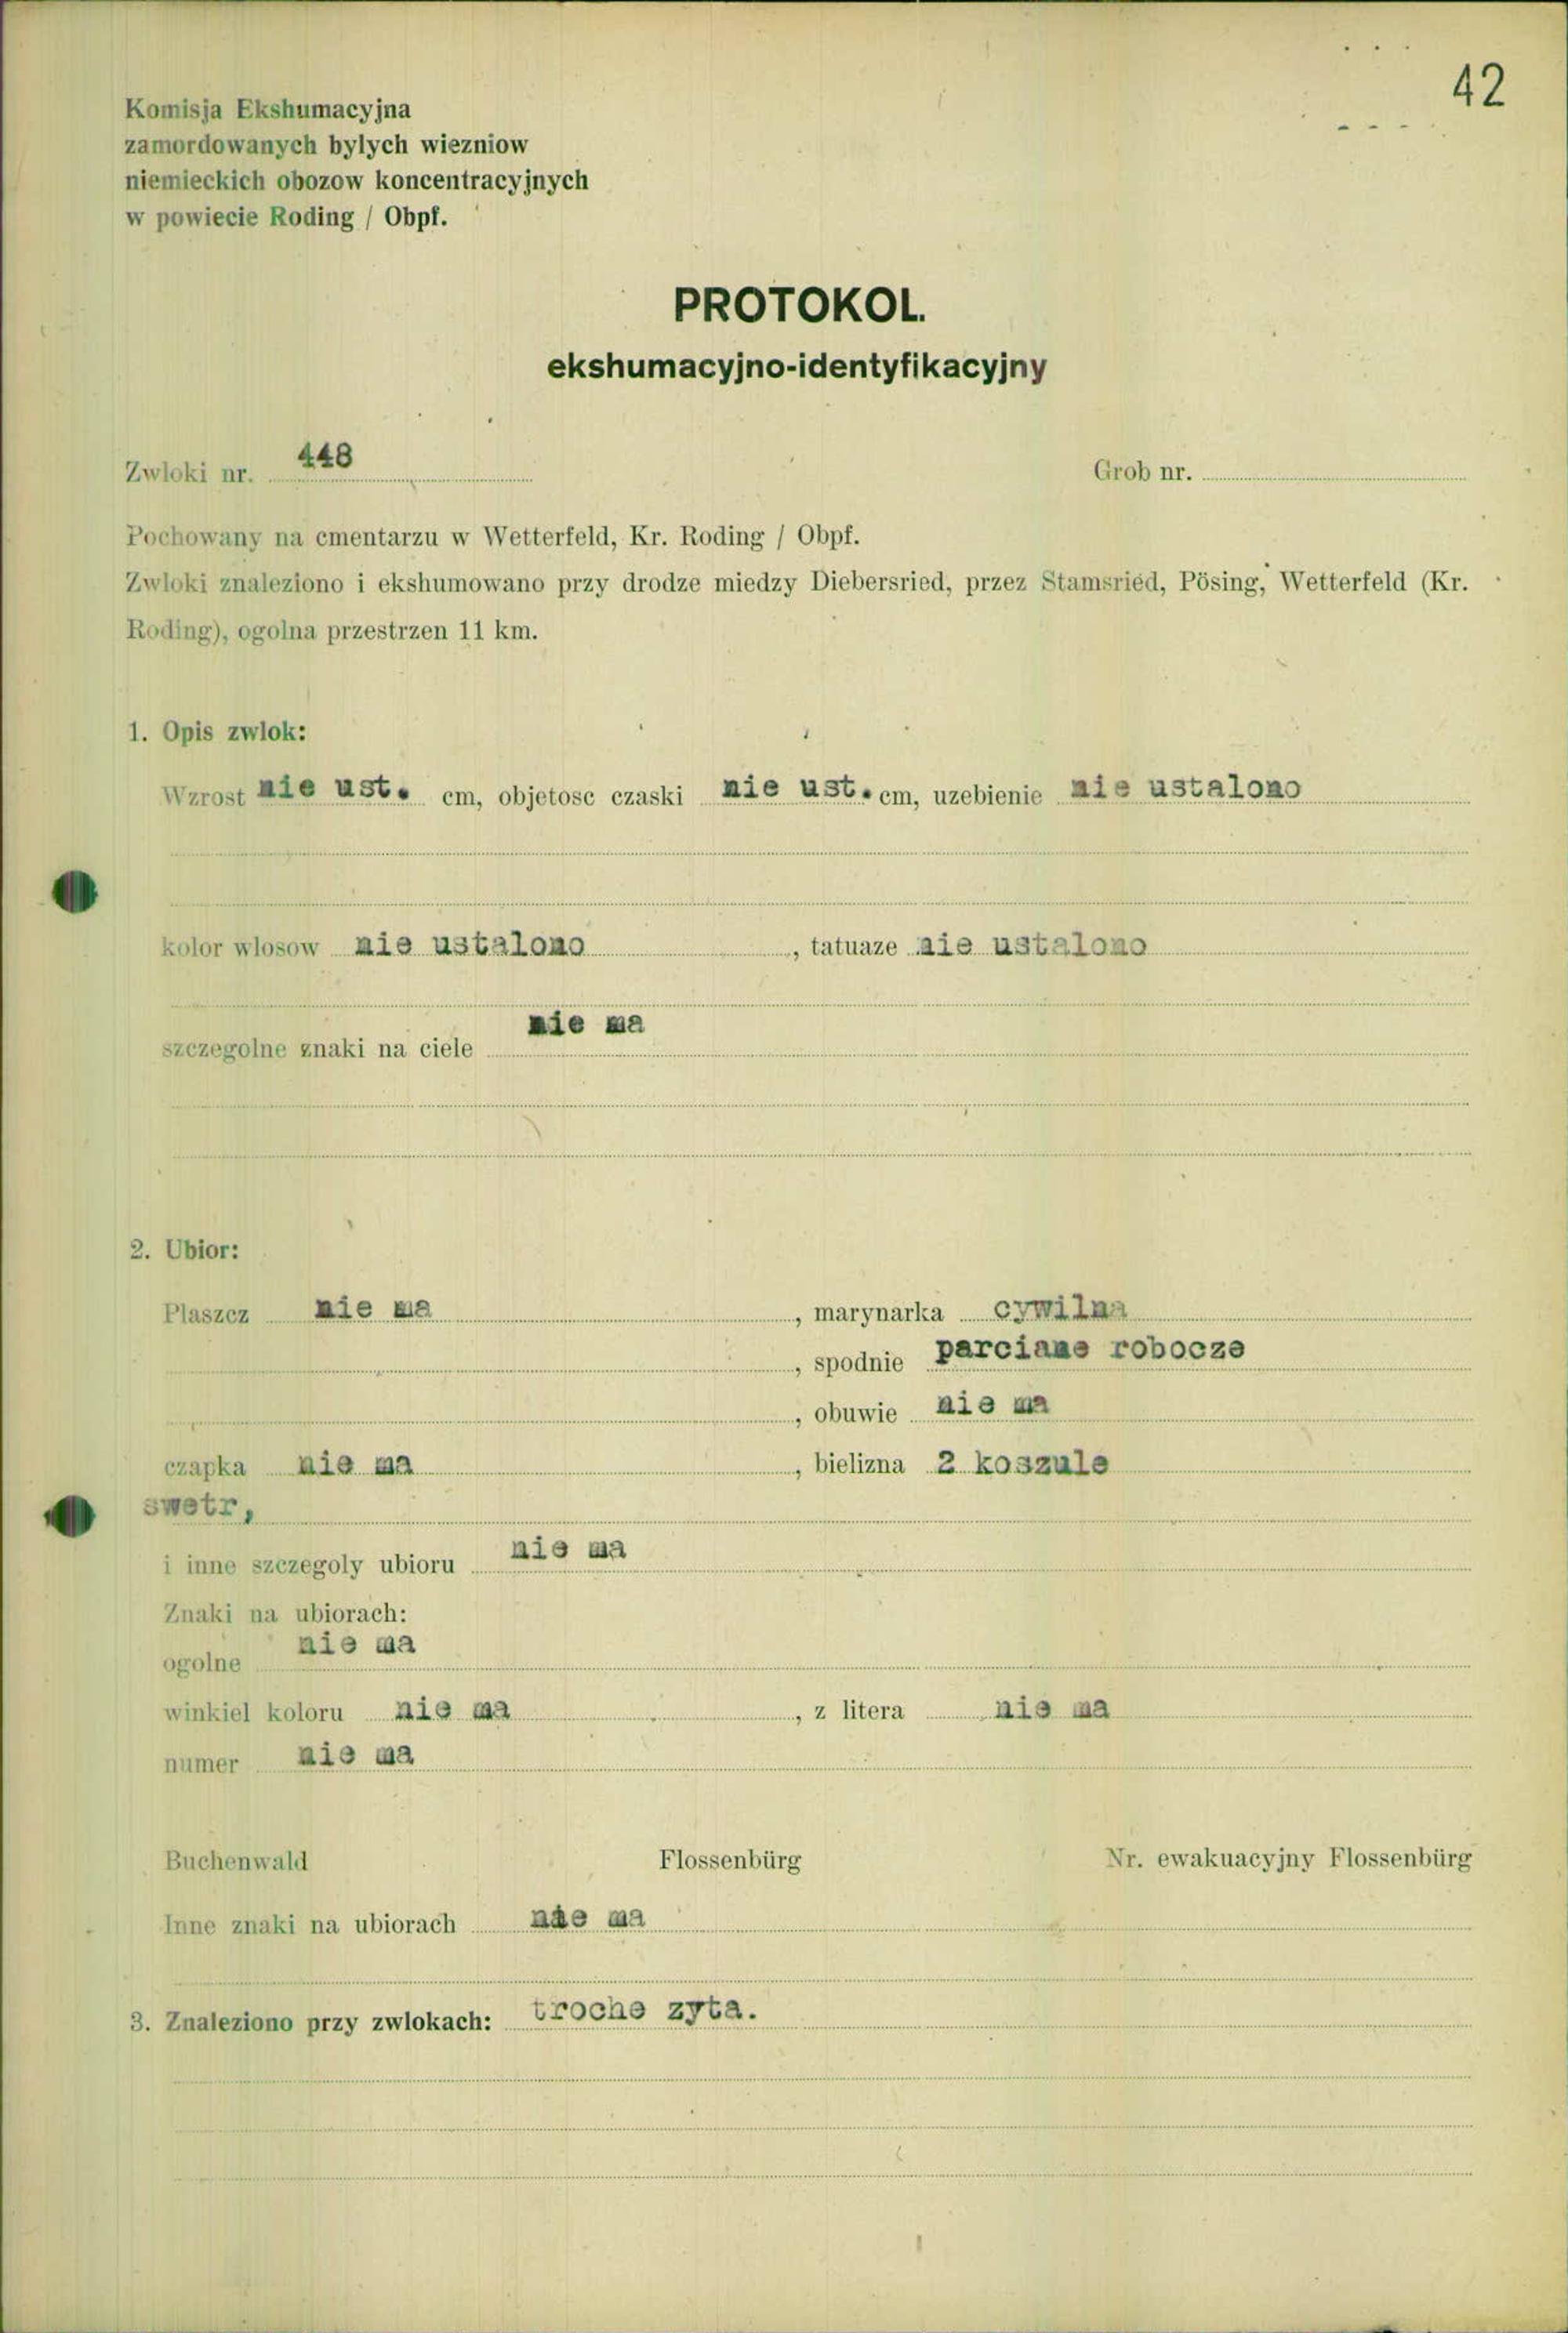 42
Komisja Ekshumacyjna
zamordowanych bylych wiezniow
niemieckich obozow koncentracyjnych
w powiecie Roding / Obpf.
PROTOKOL
ekshumacyjno-identyfikacyjny
Zwloki nr. 448 Grob nr.
Pochowany na cmentarzu w Wetterfeld, Kr. Roding / Obpf.
Zwloki znaleziono i ekshumowano przy drodze miedzy Diebersried, przez Stamsried, Pösing, Wetterfeld (Kr.
Roding), ogolna przestrzen 11 km.
1. Opis zwlok:
Wzrost nie ust. cm, objetosc czaski nie ust. cm, uzebienie nie ustalono
kolor wlosow nie ustalono, tatuaze nie ustalono
szczegolne znaki na ciele nie ma
2. Ubior:
Plaszcz nie ma, marynarka cywilna
, spodnie parciane robocze
, obuwie nie ma
czapka nie ma, bielizna 2 koszule
swetr,
i inne szczegoly ubioru nie ma
Znaki na ubiorach:
ogolne nie ma
winkiel koloru nie ma, z litera nie ma
numer nie ma
Buchenwald Flossenbürg Nr. ewakuacyjny Flossenbürg
Inne znaki na ubiorach nie ma
3. Znaleziono przy zwlokach: troche zyta.